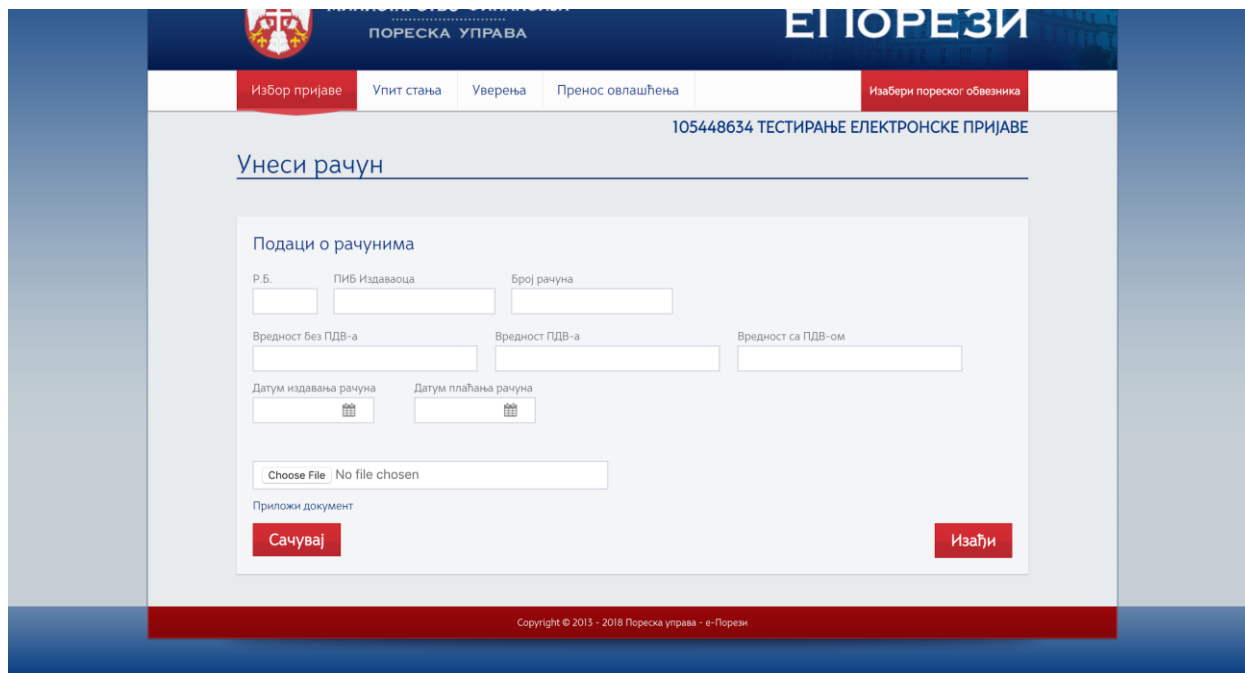 ПОРЕСКА УПРАВА
ЕПОРЕЗИ
Избор пријаве Упит стања Уверења Пренос овлашћења Изабери пореског обвезника
105448634 ТЕСТИРАЊЕ ЕЛЕКТРОНСКЕ ПРИЈАВЕ
Унеси рачун
Подаци о рачунима
Р.Б. ПИБ Издаваоца Број рачуна
Вредност без ПДВ-а Вредност ПДВ-а Вредност са ПДВ-ом
Датум издавања рачуна Датум плаћања рачуна
Choose File No file chosen
Приложи документ
Сачувај Изађи
Copyright © 2013 - 2018 Пореска управа - е-Порези